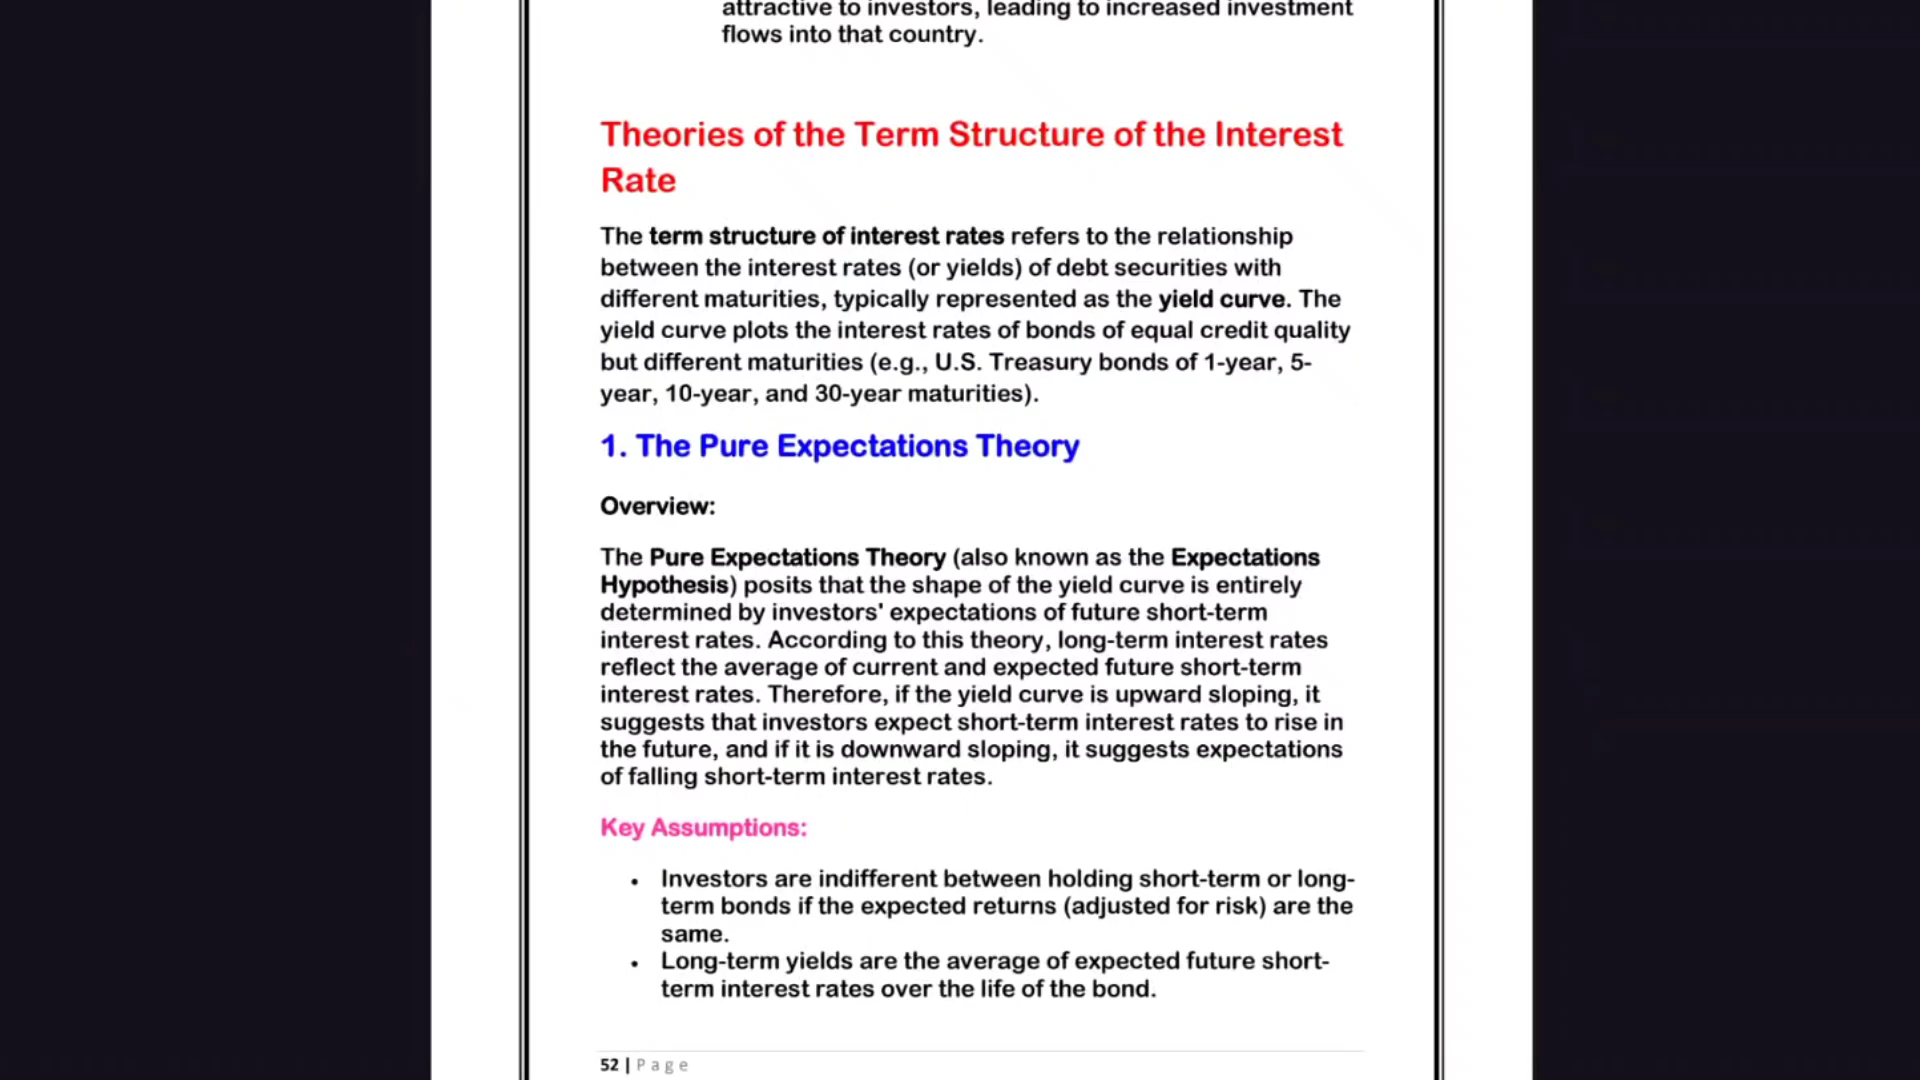 attractive to investors, leading to increased investment
flows into that country.
Theories of the Term Structure of the Interest
Rate
The term structure of interest rates refers to the relationship
between the interest rates (or yields) of debt securities with
different maturities, typically represented as the yield curve. The
yield curve plots the interest rates of bonds of equal credit quality
but different maturities (e.g., U.S. Treasury bonds of 1-year, 5-
year, 10-year, and 30-year maturities).
1. The Pure Expectations Theory
Overview:
The Pure Expectations Theory (also known as the Expectations
Hypothesis) posits that the shape of the yield curve is entirely
determined by investors' expectations of future short-term
interest rates. According to this theory, long-term interest rates
reflect the average of current and expected future short-term
interest rates. Therefore, if the yield curve is upward sloping, it
suggests that investors expect short-term interest rates to rise in
the future, and if it is downward sloping, it suggests expectations
of falling short-term interest rates.
Key Assumptions:
• Investors are indifferent between holding short-term or long-
term bonds if the expected returns (adjusted for risk) are the
same.
• Long-term yields are the average of expected future short-
term interest rates over the life of the bond.
52 | Page